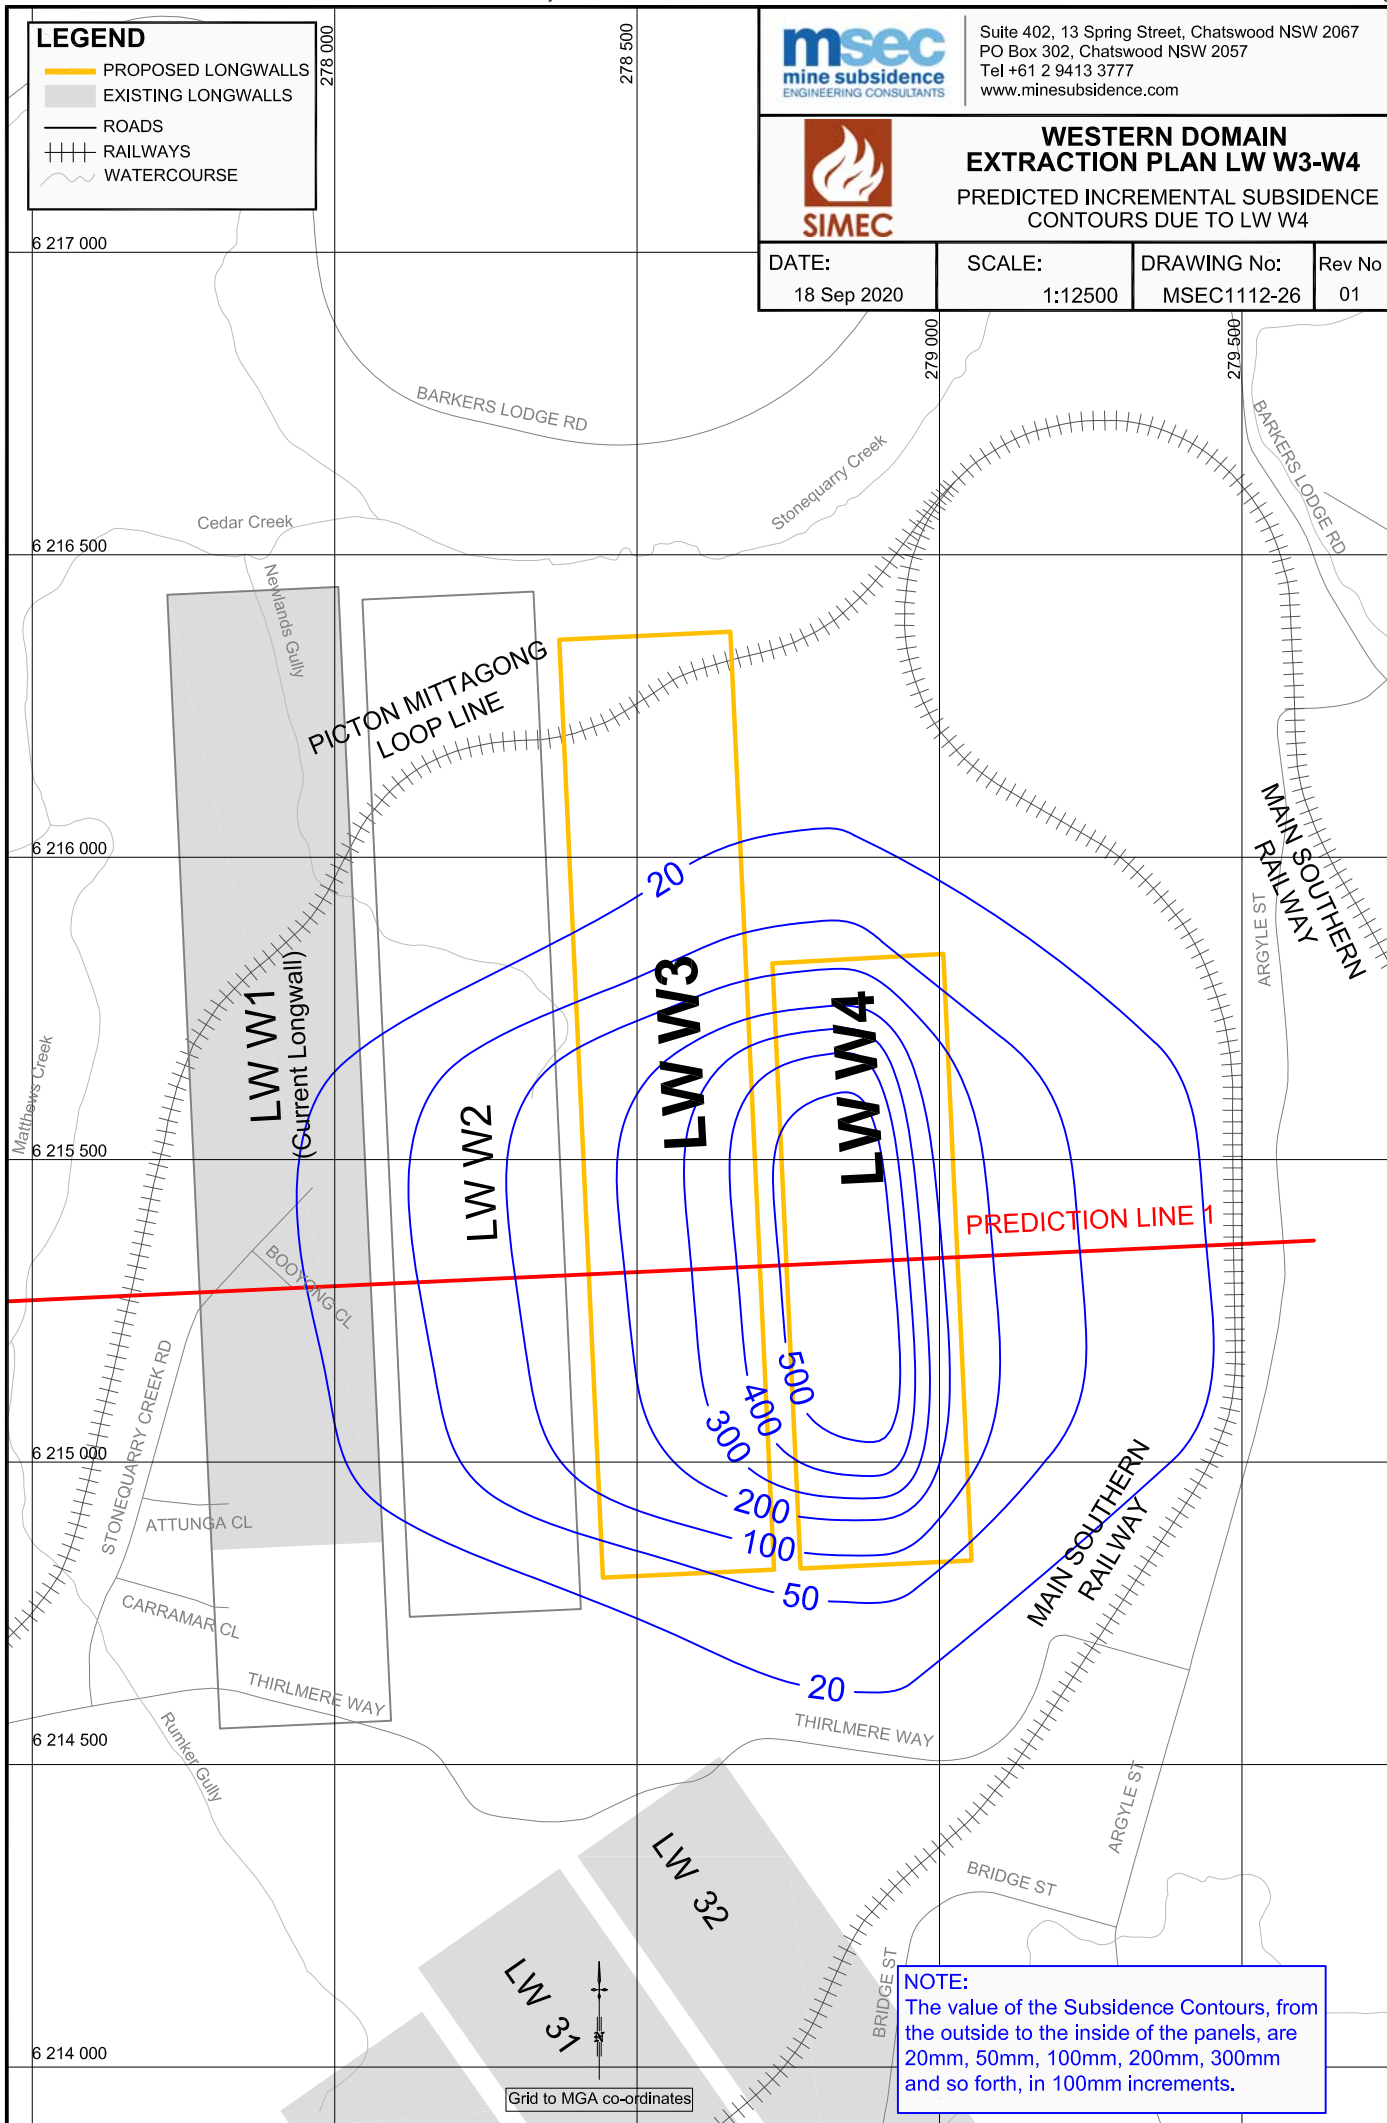 LEGEND
PROPOSED LONGWALLS
EXISTING LONGWALLS
ROADS
RAILWAYS
WATERCOURSE
278 000
278 500
msec
mine subsidence
ENGINEERING CONSULTANTS
Suite 402, 13 Spring Street, Chatswood NSW 2067
PO Box 302, Chatswood NSW 2057
Tel +61 2 9413 3777
www.minesubsidence.com
SIMEC
WESTERN DOMAIN
EXTRACTION PLAN LW W3-W4
PREDICTED INCREMENTAL SUBSIDENCE
CONTOURS DUE TO LW W4
DATE:
18 Sep 2020
SCALE:
1:12500
DRAWING No:
MSEC1112-26
Rev No
01
6 217 000
279 000
279 500
BARKERS LODGE RD
BARKERS LODGE RD
Stonequarry Creek
Cedar Creek
6 216 500
Newlands Gully
PICTON MITTAGONG
LOOP LINE
MAIN SOUTHERN
RAILWAY
6 216 000
20
ARGYLE ST
LW W1
(Current Longwall)
LW W2
LW W3
LW W4
Matthews Creek
6 215 500
PREDICTION LINE 1
BOOYONG CL
STONEQUARRY CREEK RD
500
400
300
200
100
50
20
6 215 000
ATTUNGA CL
CARRAMAR CL
MAIN SOUTHERN
RAILWAY
THIRLMERE WAY
THIRLMERE WAY
6 214 500
Rumker Gully
ARGYLE ST
BRIDGE ST
LW 32
LW 31
BRIDGE ST
N
6 214 000
Grid to MGA co-ordinates
NOTE:
The value of the Subsidence Contours, from
the outside to the inside of the panels, are
20mm, 50mm, 100mm, 200mm, 300mm
and so forth, in 100mm increments.